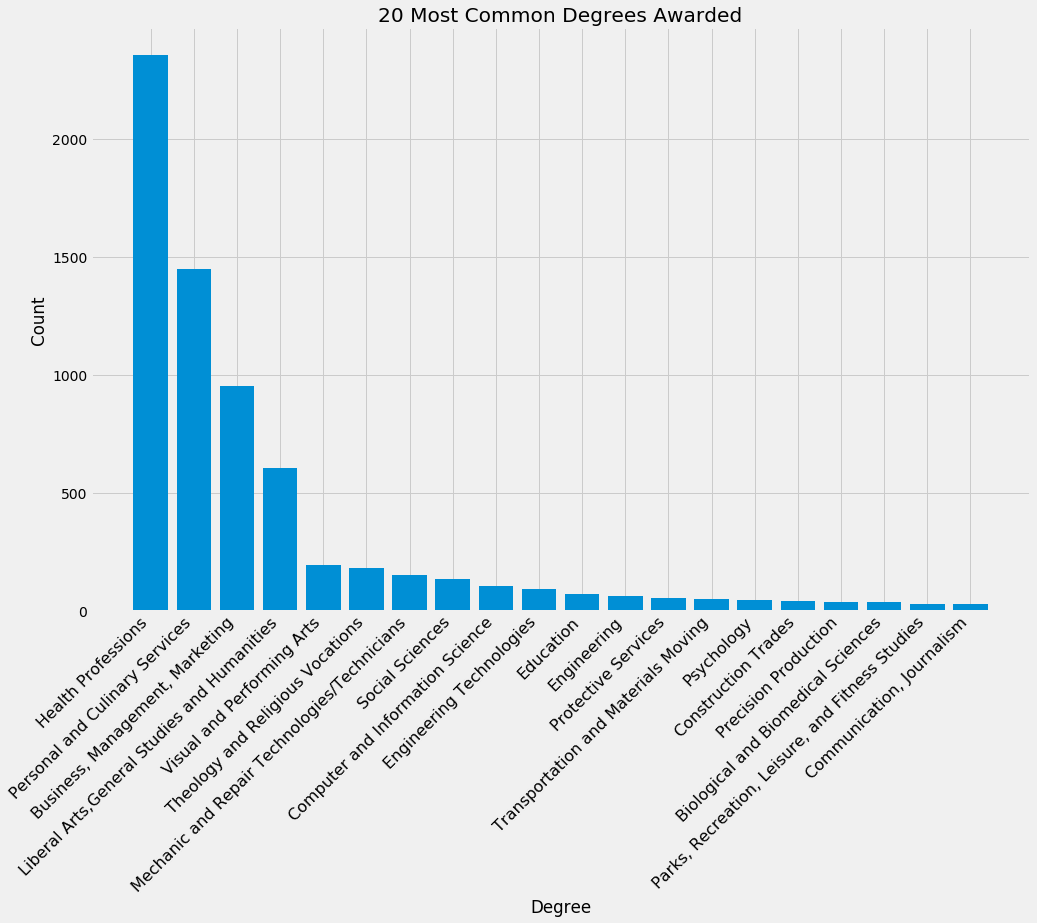 20 Most Common Degrees Awarded
Count
2000
1500
1000
500
0
Health Professions
Personal and Culinary Services
Business, Management, Marketing
Liberal Arts,General Studies and Humanities
Visual and Performing Arts
Theology and Religious Vocations
Mechanic and Repair Technologies/Technicians
Social Sciences
Computer and Information Science
Engineering Technologies
Education
Engineering
Protective Services
Transportation and Materials Moving
Psychology
Construction Trades
Precision Production
Biological and Biomedical Sciences
Parks, Recreation, Leisure, and Fitness Studies
Communication, Journalism
Degree